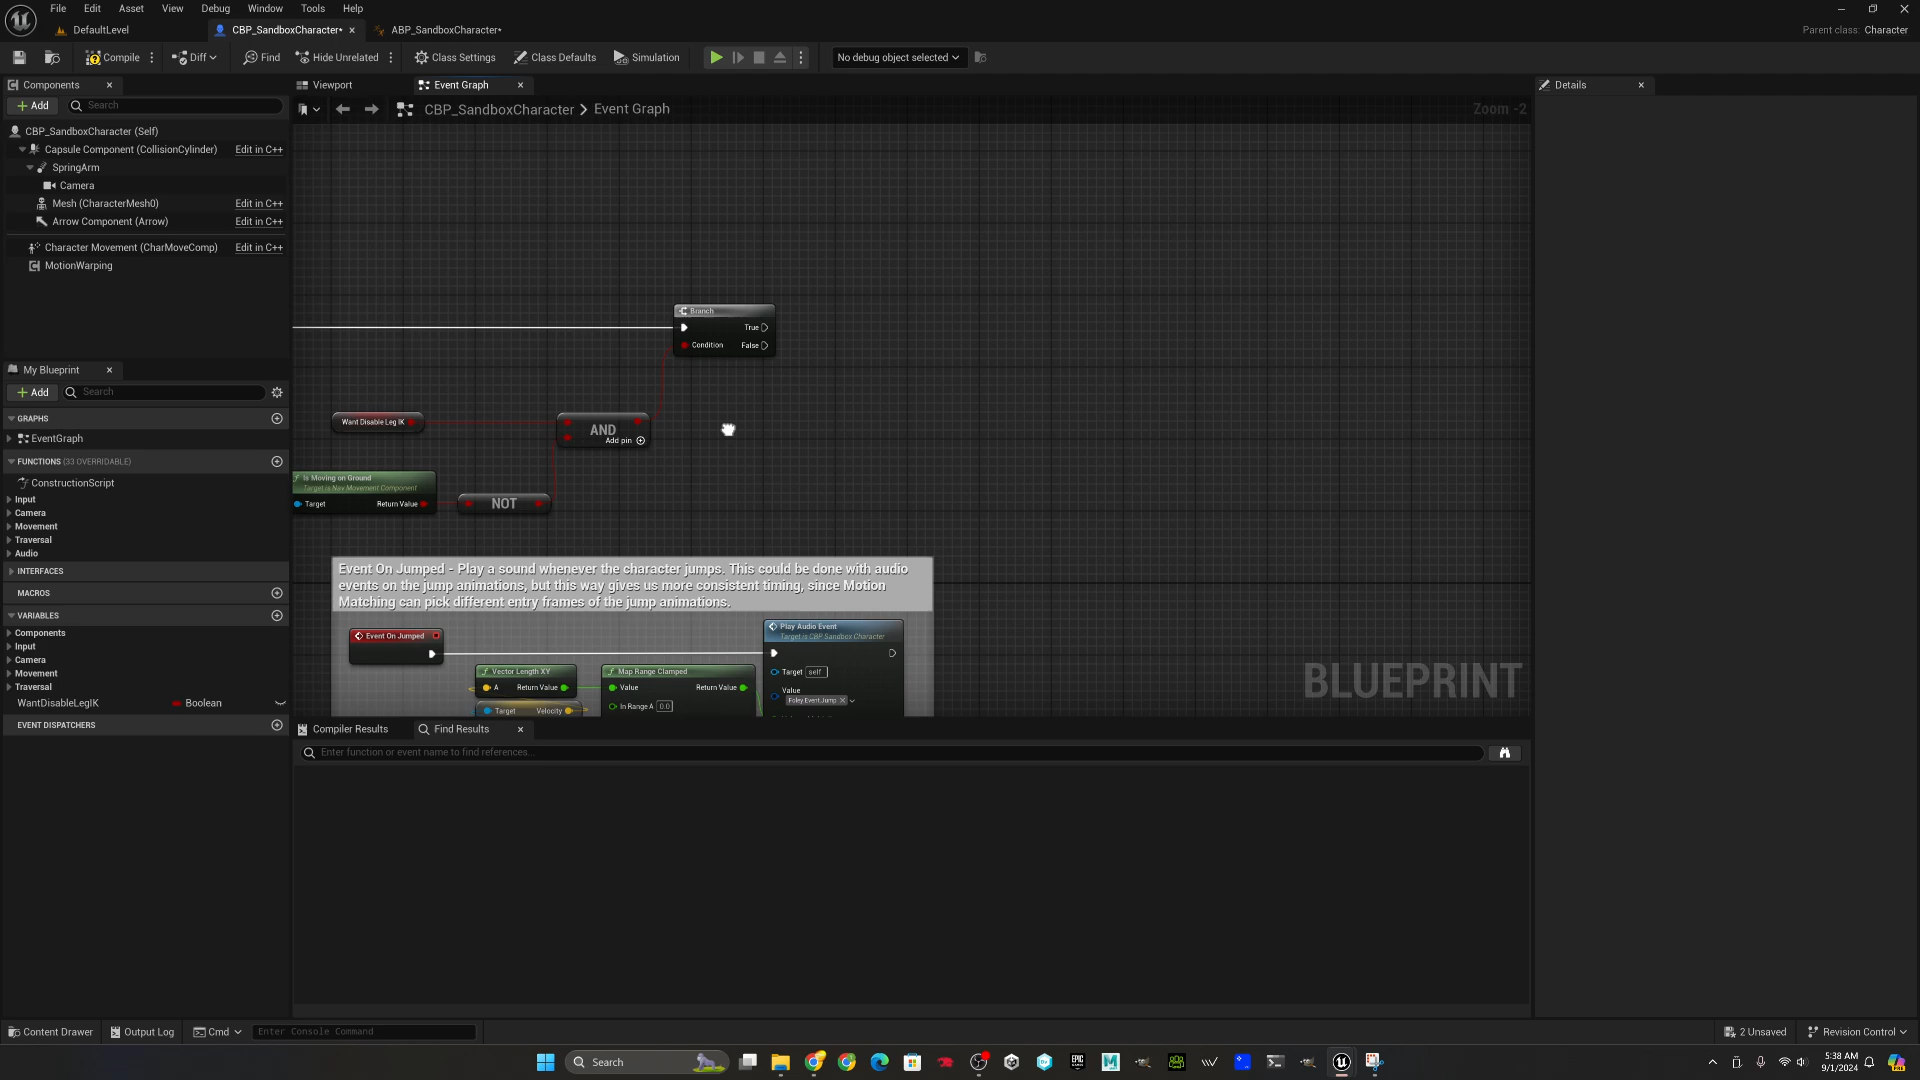 File Edit Asset View Debug Window Tools Help
DefaultLevel
CBP_SandboxCharacter*
ABP_SandboxCharacter*
Parent class: Character
Compile
Diff
Find
Hide Unrelated
Class Settings
Class Defaults
Simulation
No debug object selected
Components
Add
Search
CBP_SandboxCharacter (Self)
Capsule Component (CollisionCylinder) Edit in C++
SpringArm
Camera
Mesh (CharacterMesh0) Edit in C++
Arrow Component (Arrow) Edit in C++
Character Movement (CharMoveComp) Edit in C++
MotionWarping
My Blueprint
Add
Search
GRAPHS
EventGraph
FUNCTIONS (33 OVERRIDABLE)
ConstructionScript
Input
Camera
Movement
Traversal
Audio
INTERFACES
MACROS
VARIABLES
Components
Input
Camera
Movement
Traversal
WantDisableLegIK Boolean
EVENT DISPATCHERS
Viewport
Event Graph
CBP_SandboxCharacter > Event Graph
Zoom -2
Branch
True
Condition False
Want Disable Leg IK
AND
Add pin
Is Moving on Ground
Target is Nav Movement Component
Target Return Value
NOT
Event On Jumped - Play a sound whenever the character jumps. This could be done with audio
events on the jump animations, but this way gives us more consistent timing, since Motion
Matching can pick different entry frames of the jump animations.
Event On Jumped
Vector Length XY
A Return Value
Target Velocity
Map Range Clamped
Value Return Value
In Range A 0.0
Play Audio Event
Target is CBP Sandbox Character
Target self
Value
Foley.Event.Jump
BLUEPRINT
Details
Compiler Results
Find Results
Enter function or event name to find references...
Content Drawer
Output Log
Cmd
Enter Console Command
2 Unsaved
Revision Control
Search
5:38 AM
9/1/2024